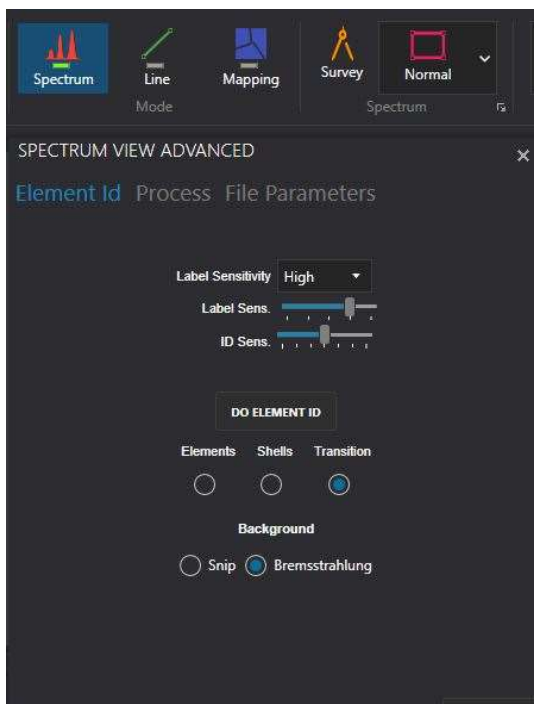 Spectrum Line Mapping Survey Normal
Mode Spectrum
SPECTRUM VIEW ADVANCED
Element Id Process File Parameters
Label Sensitivity High
Label Sens.
ID Sens.
DO ELEMENT ID
Elements Shells Transition
Background
Snip Bremsstrahlung